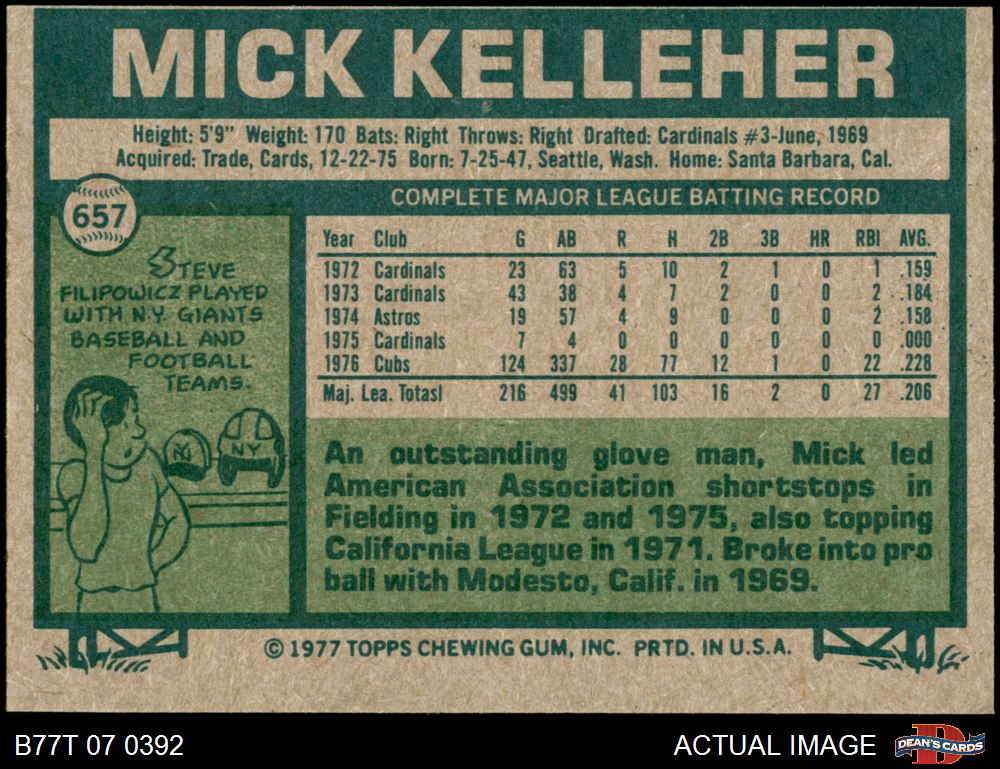 MICK KELLEHER
Height: 5'9" Weight: 170 Bats: Right Throws: Right Drafted: Cardinals #3-June, 1969
Acquired: Trade, Cards, 12-22-75 Born: 7-25-47, Seattle, Wash. Home: Santa Barbara, Cal.
657
COMPLETE MAJOR LEAGUE BATTING RECORD
Year Club G AB R H 2B 3B HR RBI AVG.
1972 Cardinals 23 63 5 10 2 1 0 1 .159
1973 Cardinals 43 38 4 7 2 0 0 2 .184
1974 Astros 19 57 4 9 0 0 0 2 .158
1975 Cardinals 7 4 0 0 0 0 0 0 .000
1976 Cubs 124 337 28 77 12 1 0 22 .228
Maj. Lea. Totasl 216 499 41 103 16 2 0 27 .206
STEVE
FILIPOWICZ PLAYED
WITH N.Y. GIANTS
BASEBALL AND
FOOTBALL
TEAMS.
NY
NY
An outstanding glove man, Mick led
American Association shortstops in
Fielding in 1972 and 1975, also topping
California League in 1971. Broke into pro
ball with Modesto, Calif. in 1969.
© 1977 TOPPS CHEWING GUM, INC. PRTD. IN U.S.A.
B77T 07 0392
ACTUAL IMAGE
D
DEAN'S CARDS